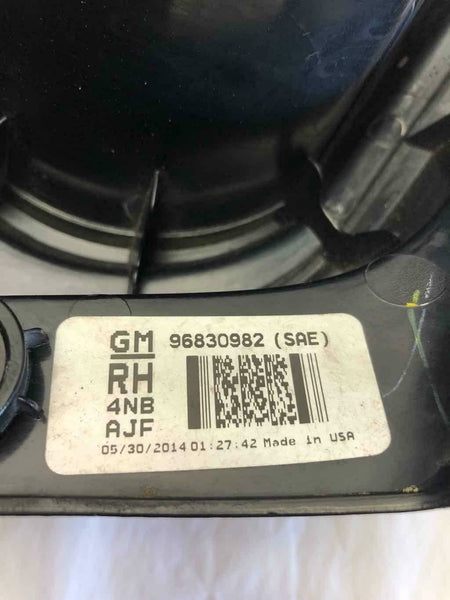 GM 96830982 (SAE)
RH
4NB
AJF
05/30/2014 01:27:42 Made in USA